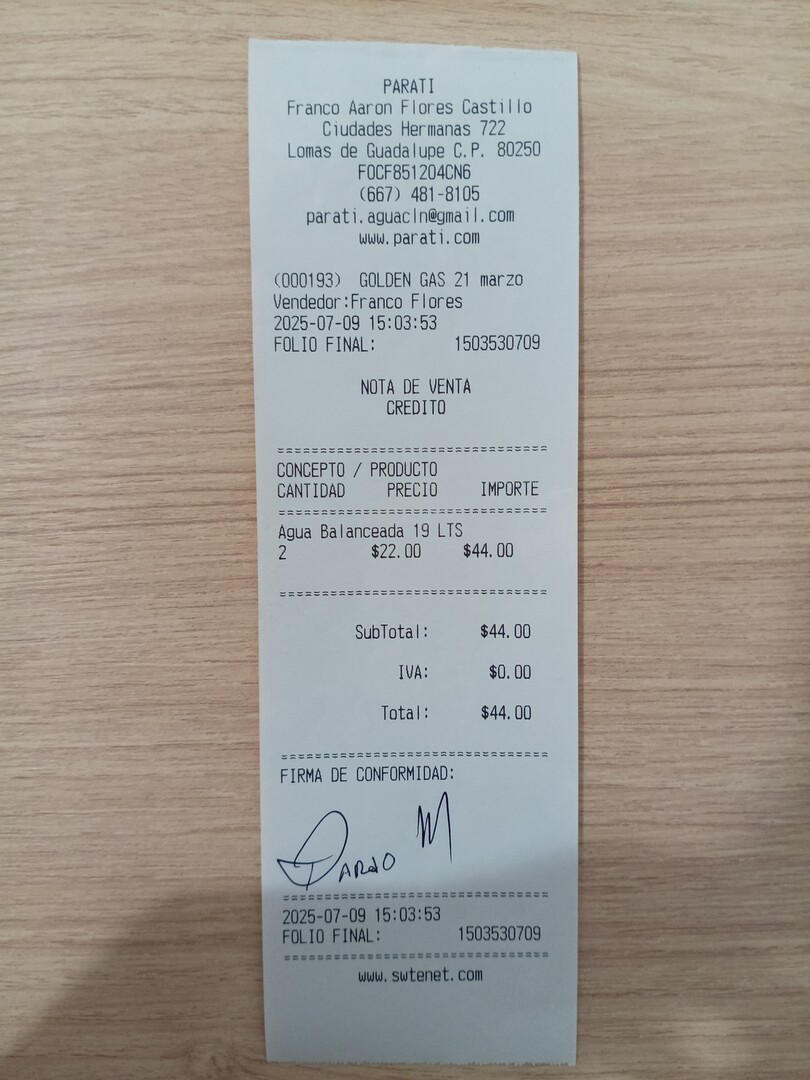 PARATI
Franco Aaron Flores Castillo
Ciudades Hermanas 722
Lomas de Guadalupe C.P. 80250
FOCF851204CN6
(667) 481-8105
parati.aguacln@gmail.com
www.parati.com
(000193) GOLDEN GAS 21 marzo
Vendedor:Franco Flores
2025-07-09 15:03:53
FOLIO FINAL: 1503530709
NOTA DE VENTA
CREDITO
===============================
CONCEPTO / PRODUCTO
CANTIDAD PRECIO IMPORTE
===============================
Agua Balanceada 19 LTS
2 $22.00 $44.00
===============================
SubTotal: $44.00
IVA: $0.00
Total: $44.00
===============================
FIRMA DE CONFORMIDAD:
Dario M
===============================
2025-07-09 15:03:53
FOLIO FINAL: 1503530709
===============================
www.swtenet.com